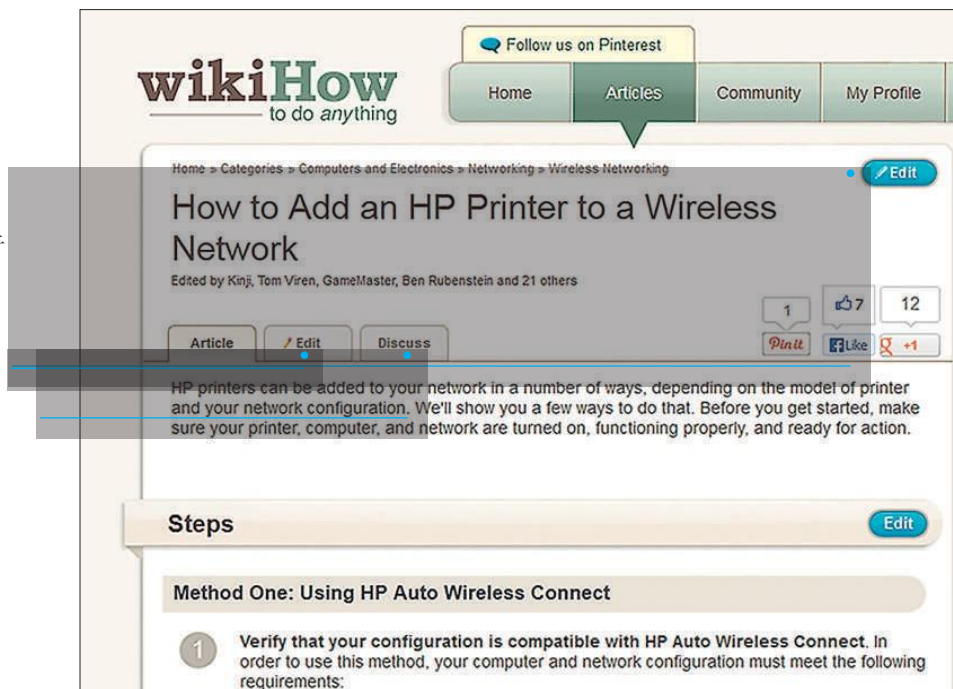 Follow us on Pinterest
wikiHow
to do anything
Home
Articles
Community
My Profile
Home » Categories » Computers and Electronics » Networking » Wireless Networking
Edit
How to Add an HP Printer to a Wireless
Network
Edited by Kinji, Tom Viren, GameMaster, Ben Rubenstein and 21 others
1
7
12
Article
Edit
Discuss
Pin it
Like
+1
HP printers can be added to your network in a number of ways, depending on the model of printer
and your network configuration. We'll show you a few ways to do that. Before you get started, make
sure your printer, computer, and network are turned on, functioning properly, and ready for action.
Steps
Edit
Method One: Using HP Auto Wireless Connect
1
Verify that your configuration is compatible with HP Auto Wireless Connect. In
order to use this method, your computer and network configuration must meet the following
requirements: